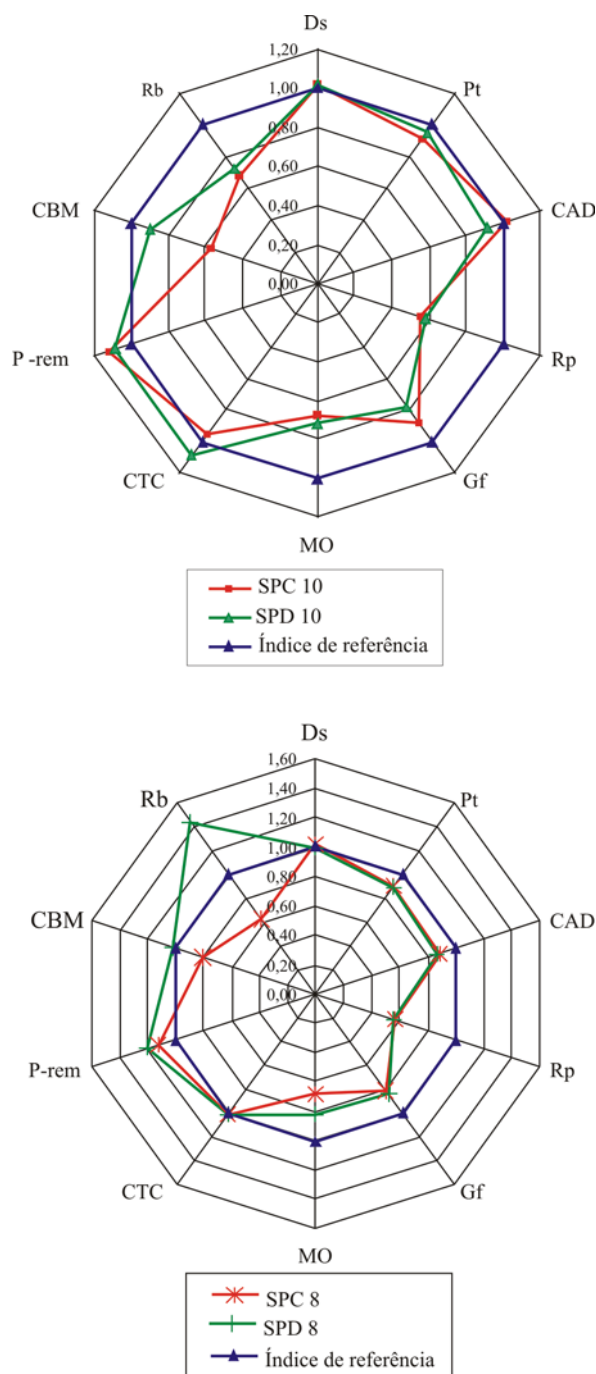 Ds
1,20
Rb
Pt
1,00
0,80
0,60
CBM
CAD
0,40
0,20
0,00
P -rem
Rp
CTC
Gf
MO
SPC 10
SPD 10
Índice de referência
Ds
1,60
Rb
1,40
Pt
1,20
1,00
CBM
0,80
CAD
0,60
0,40
0,20
0,00
P-rem
Rp
CTC
Gf
MO
SPC 8
SPD 8
Índice de referência